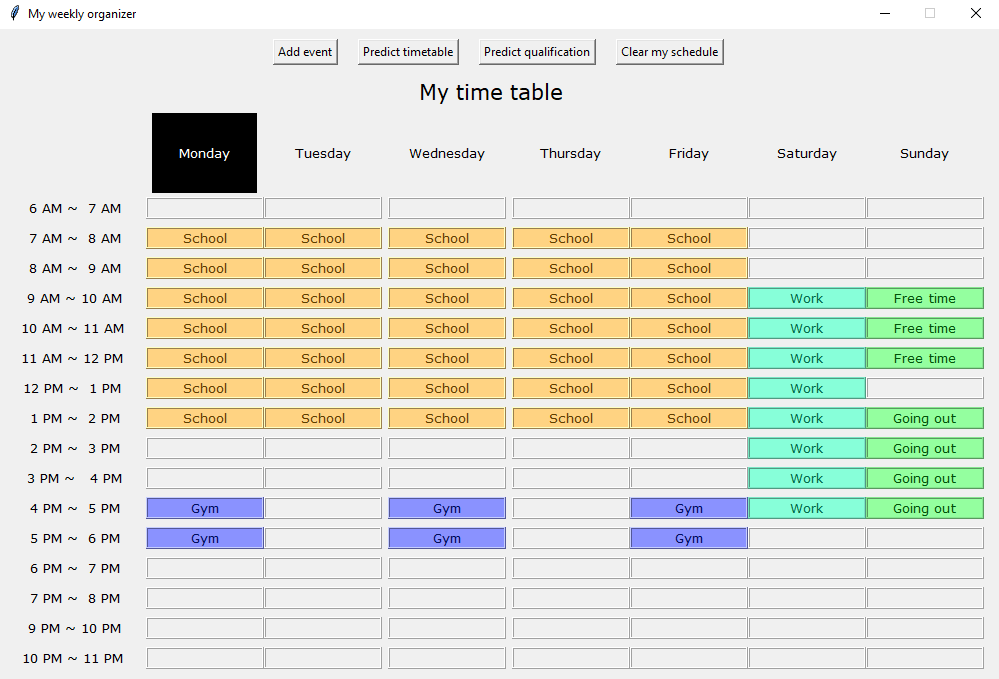 My weekly organizer
Add event Predict timetable Predict qualification Clear my schedule
My time table
Monday Tuesday Wednesday Thursday Friday Saturday Sunday
6 AM ~ 7 AM
7 AM ~ 8 AM School School School School School
8 AM ~ 9 AM School School School School School
9 AM ~ 10 AM School School School School School Work Free time
10 AM ~ 11 AM School School School School School Work Free time
11 AM ~ 12 PM School School School School School Work Free time
12 PM ~ 1 PM School School School School School Work
1 PM ~ 2 PM School School School School School Work Going out
2 PM ~ 3 PM Work Going out
3 PM ~ 4 PM Work Going out
4 PM ~ 5 PM Gym Gym Gym Work Going out
5 PM ~ 6 PM Gym Gym Gym
6 PM ~ 7 PM
7 PM ~ 8 PM
9 PM ~ 10 PM
10 PM ~ 11 PM